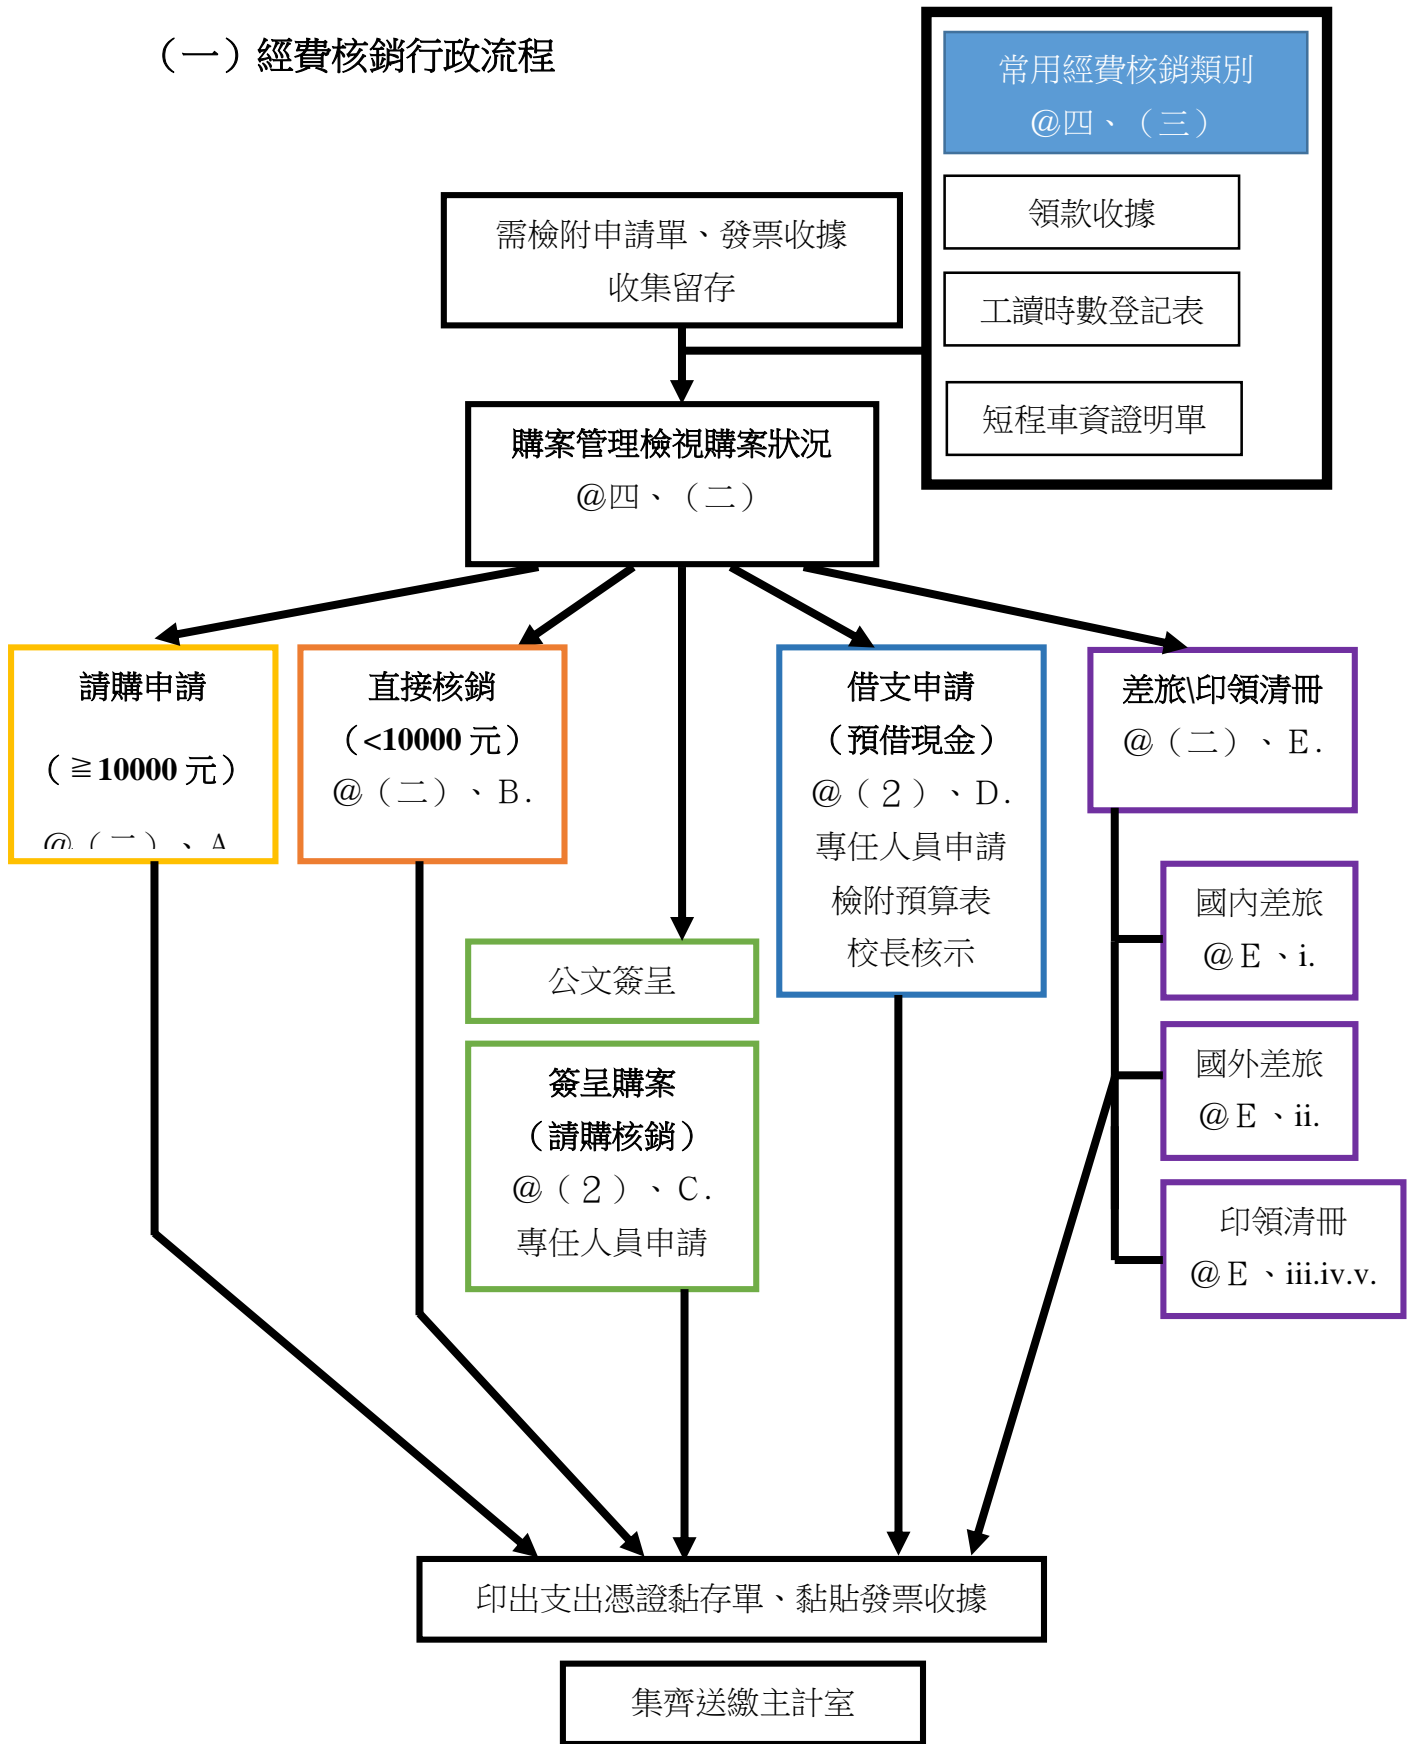 （一）經費核銷行政流程
常用經費核銷類別
@四、（三）
領款收據
工讀時數登記表
短程車資證明單
需檢附申請單、發票收據
收集留存
購案管理檢視購案狀況
@四、（二）
請購申請
（≧10000 元）
@（二）、A
直接核銷
（<10000 元）
@（二）、B.
公文簽呈
簽呈購案
（請購核銷）
@（2）、C.
專任人員申請
借支申請
（預借現金）
@（2）、D.
專任人員申請
檢附預算表
校長核示
差旅\印領清冊
@（二）、E.
國內差旅
@E、i.
國外差旅
@E、ii.
印領清冊
@E、iii.iv.v.
印出支出憑證黏存單、黏貼發票收據
集齊送繳主計室